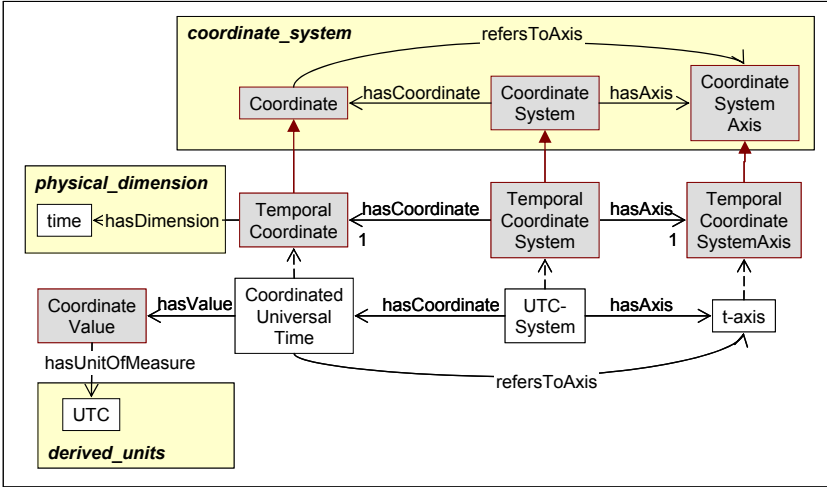 coordinate_system
refersToAxis
Coordinate
hasCoordinate
Coordinate
System
hasAxis
Coordinate
System
Axis
physical_dimension
time
hasDimension
Temporal
Coordinate
hasCoordinate
1
Temporal
Coordinate
System
hasAxis
1
Temporal
Coordinate
SystemAxis
Coordinate
Value
hasValue
Coordinated
Universal
Time
hasCoordinate
UTC-
System
hasAxis
t-axis
hasUnitOfMeasure
refersToAxis
UTC
derived_units